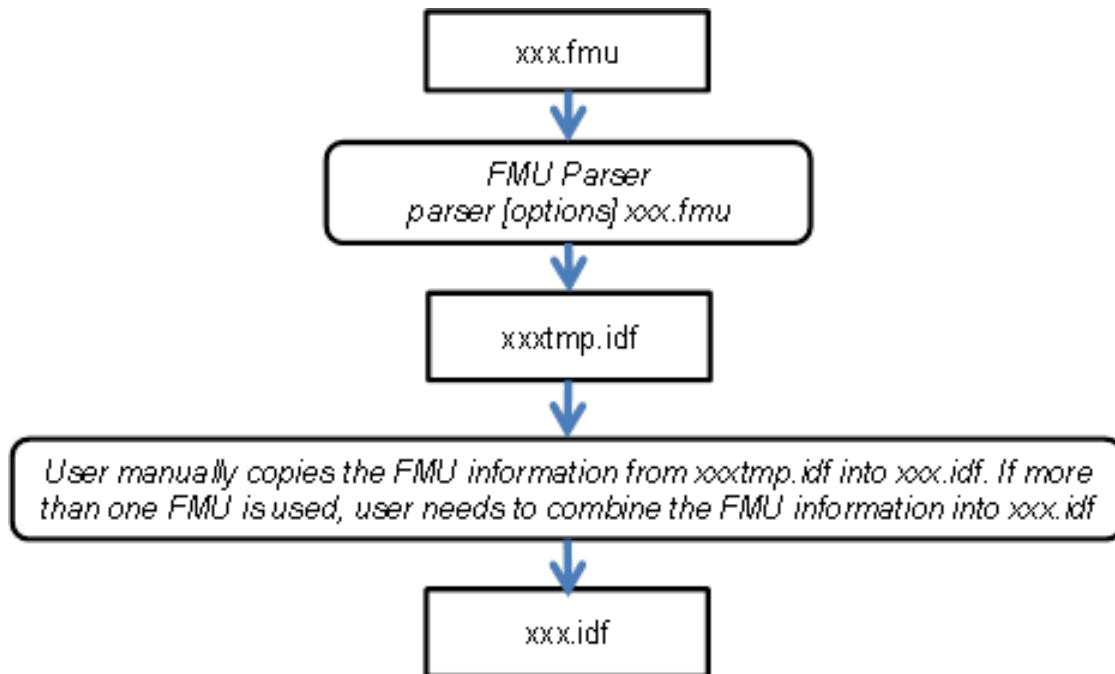 xxx.fmu
FMU Parser
parser [options] xxx.fmu
xxxtmp.idf
User manually copies the FMU information from xxxtmp.idf into xxx.idf. If more
than one FMU is used, user needs to combine the FMU information into xxx.idf
xxx.idf